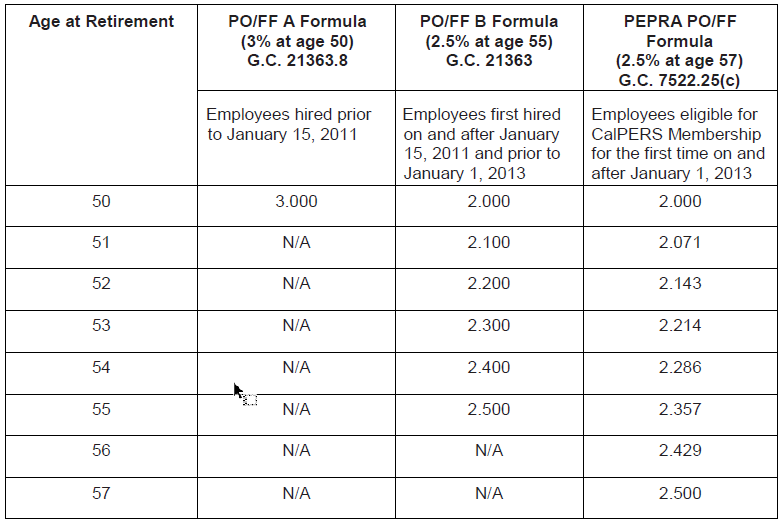 Age at Retirement
PO/FF A Formula
(3% at age 50)
G.C. 21363.8
PO/FF B Formula
(2.5% at age 55)
G.C. 21363
PEPRA PO/FF
Formula
(2.5% at age 57)
G.C. 7522.25(c)
Employees hired prior
to January 15, 2011
Employees first hired
on and after January
15, 2011 and prior to
January 1, 2013
Employees eligible for
CalPERS Membership
for the first time on and
after January 1, 2013
50 3.000 2.000 2.000
51 N/A 2.100 2.071
52 N/A 2.200 2.143
53 N/A 2.300 2.214
54 N/A 2.400 2.286
55 N/A 2.500 2.357
56 N/A N/A 2.429
57 N/A N/A 2.500